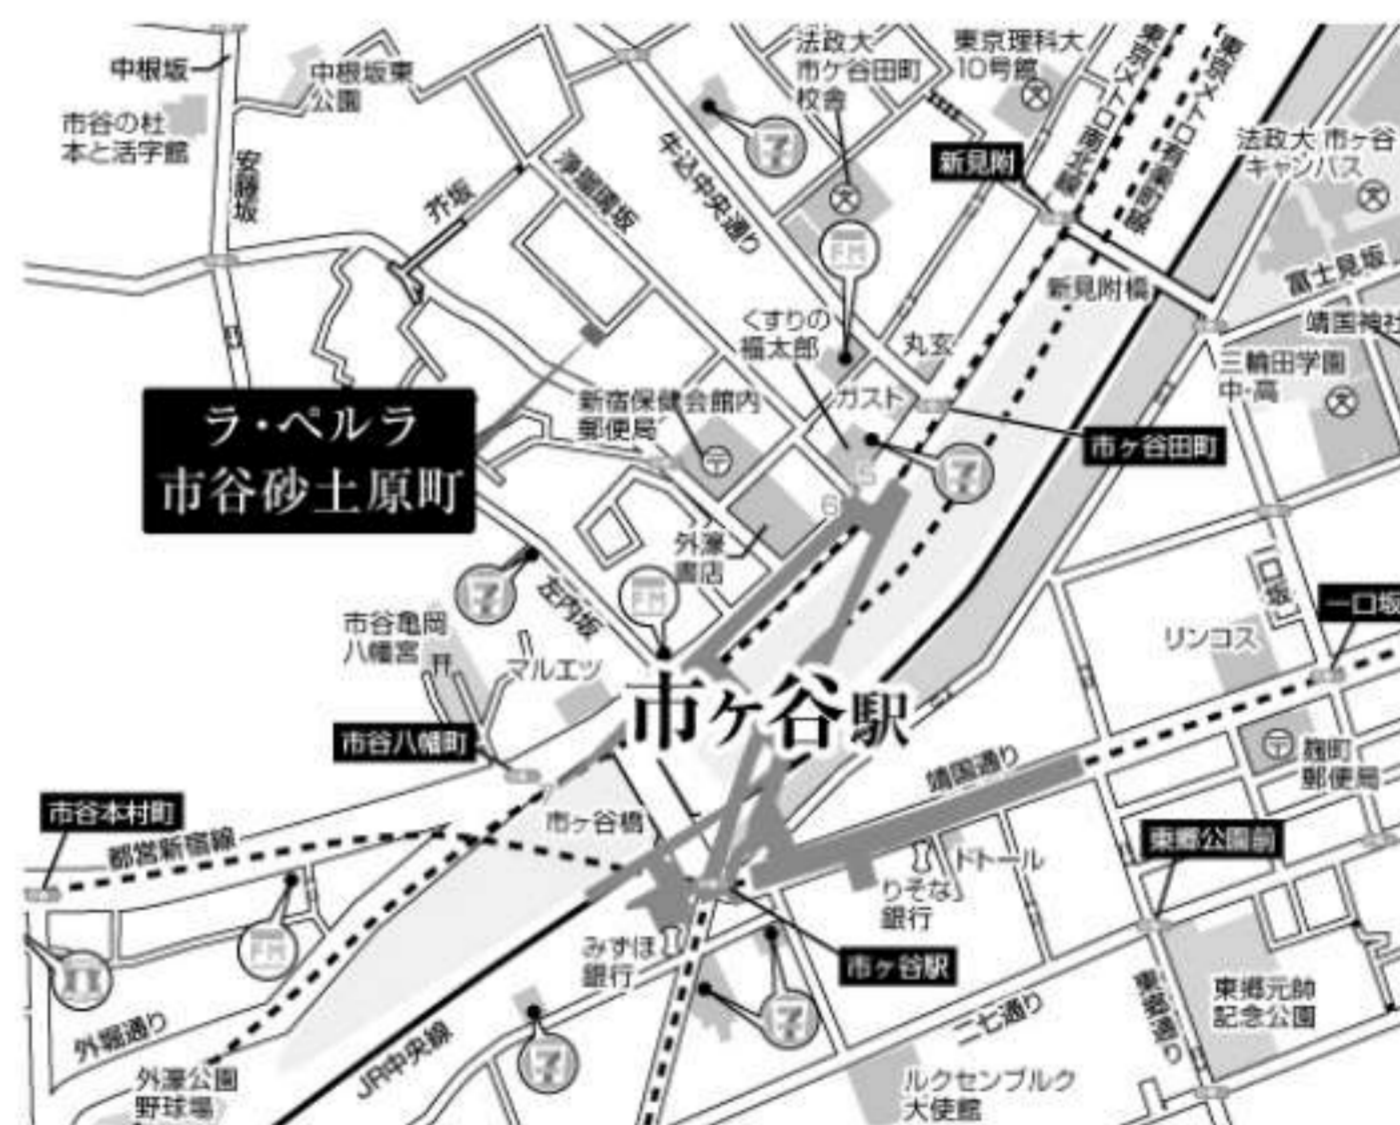 中根坂
中根坂東
公園
市谷の杜
本と活字館
安藤坂
芥坂
浄瑠璃坂
牛込中央通り
法政大
市ケ谷田町
校舎
東京理科大
10号館
東京メトロ南北線
東京メトロ有楽町線
新見附
法政大 市ヶ谷
キャンパス
富士見坂
靖国神社
新見附橋
三輪田学園
中・高
くすりの
福太郎
丸玄
ガスト
新宿保健会館内
郵便局
市ヶ谷田町
ラ・ペルラ
市谷砂土原町
5
6
外濠
書店
左内坂
市谷亀岡
八幡宮
マルエツ
一口坂
一口坂
リンコス
市ヶ谷駅
市谷八幡町
靖国通り
麹町
郵便局
市谷本村町
都営新宿線
市ヶ谷橋
7
東郷公園前
ドトール
りそな
銀行
みずほ
銀行
市ヶ谷駅
東郷元帥
記念公園
東郷通り
二七通り
外堀通り
JR中央線
外濠公園
野球場
ルクセンブルク
大使館